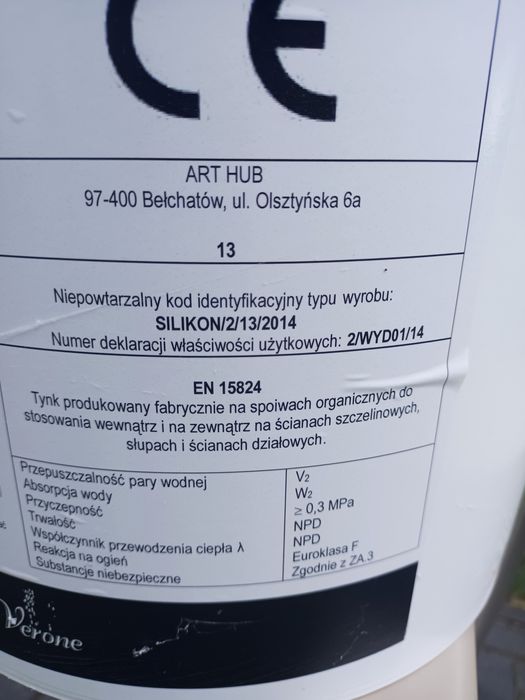 CE
ART HUB
97-400 Bełchatów, ul. Olsztyńska 6a
13
Niepowtarzalny kod identyfikacyjny typu wyrobu:
SILIKON/2/13/2014
Numer deklaracji właściwości użytkowych: 2/WYD01/14
EN 15824
Tynk produkowany fabrycznie na spoiwach organicznych do
stosowania wewnątrz i na zewnątrz na ścianach szczelinowych,
słupach i ścianach działowych.
Przepuszczalność pary wodnej V₂
Absorpcja wody W₂
Przyczepność ≥ 0,3 MPa
Trwałość NPD
Współczynnik przewodzenia ciepła λ NPD
Reakcja na ogień Euroklasa F
Substancje niebezpieczne Zgodnie z ZA.3
Verone